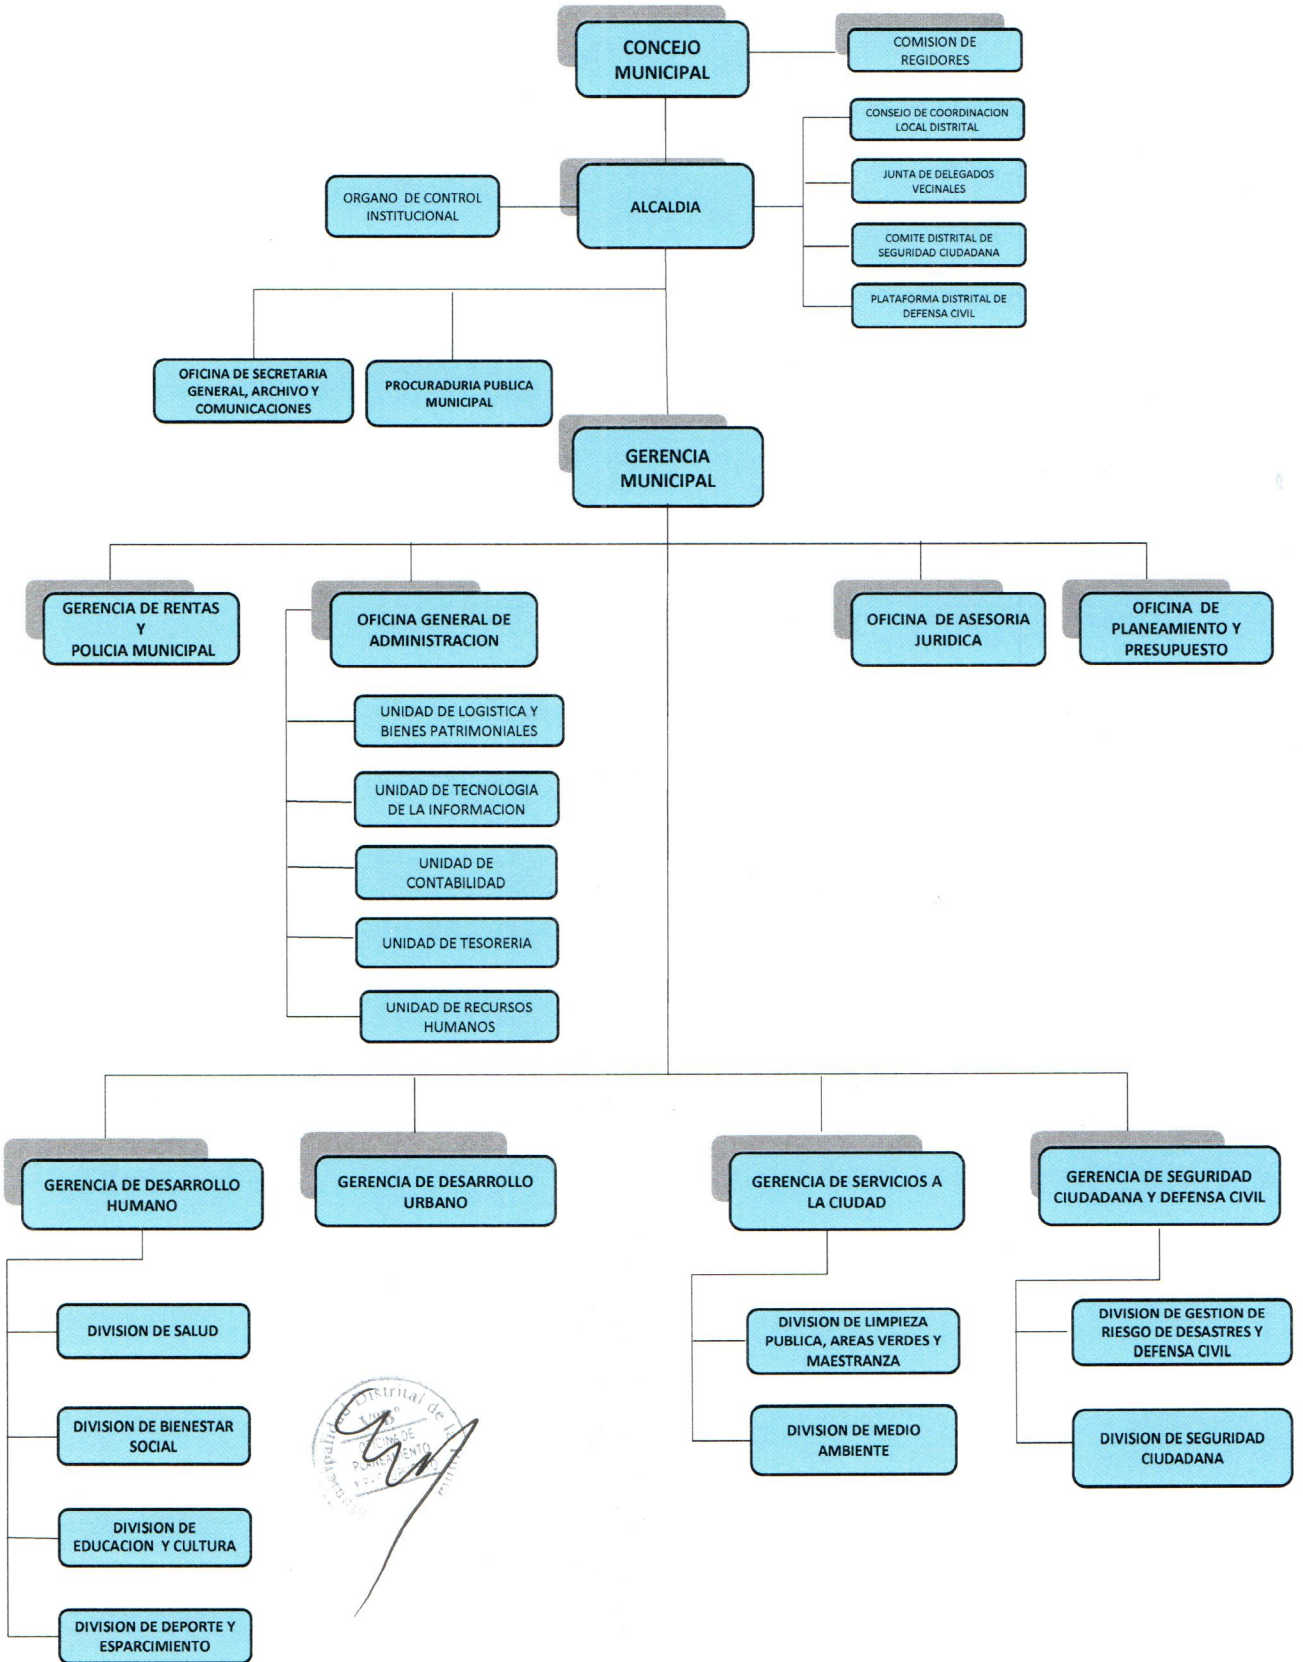 CONCEJO
MUNICIPAL
COMISION DE
REGIDORES
CONSEJO DE COORDINACION
LOCAL DISTRITAL
JUNTA DE DELEGADOS
VECINALES
ORGANO DE CONTROL
INSTITUCIONAL
ALCALDIA
COMITE DISTRITAL DE
SEGURIDAD CIUDADANA
PLATAFORMA DISTRITAL DE
DEFENSA CIVIL
OFICINA DE SECRETARIA
GENERAL, ARCHIVO Y
COMUNICACIONES
PROCURADURIA PUBLICA
MUNICIPAL
GERENCIA
MUNICIPAL
GERENCIA DE RENTAS
Y
POLICIA MUNICIPAL
OFICINA GENERAL DE
ADMINISTRACION
OFICINA DE ASESORIA
JURIDICA
OFICINA DE
PLANEAMIENTO Y
PRESUPUESTO
UNIDAD DE LOGISTICA Y
BIENES PATRIMONIALES
UNIDAD DE TECNOLOGIA
DE LA INFORMACION
UNIDAD DE
CONTABILIDAD
UNIDAD DE TESORERIA
UNIDAD DE RECURSOS
HUMANOS
GERENCIA DE DESARROLLO
HUMANO
GERENCIA DE DESARROLLO
URBANO
GERENCIA DE SERVICIOS A
LA CIUDAD
GERENCIA DE SEGURIDAD
CIUDADANA Y DEFENSA CIVIL
DIVISION DE SALUD
DIVISION DE BIENESTAR
SOCIAL
DIVISION DE
EDUCACION Y CULTURA
DIVISION DE DEPORTE Y
ESPARCIMIENTO
DIVISION DE LIMPIEZA
PUBLICA, AREAS VERDES Y
MAESTRANZA
DIVISION DE MEDIO
AMBIENTE
DIVISION DE GESTION DE
RIESGO DE DESASTRES Y
DEFENSA CIVIL
DIVISION DE SEGURIDAD
CIUDADANA
Distrital de la
OFICINA DE
PLANEAMIENTO